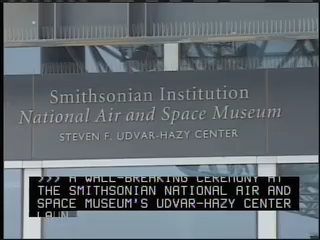 Smithsonian Institution
National Air and Space Museum
STEVEN F. UDVAR-HAZY CENTER
>>> A WALL-BREAKING CEREMONY AT
THE SMITHSONIAN NATIONAL AIR AND
SPACE MUSEUM'S UDVAR-HAZY CENTER
LAUN